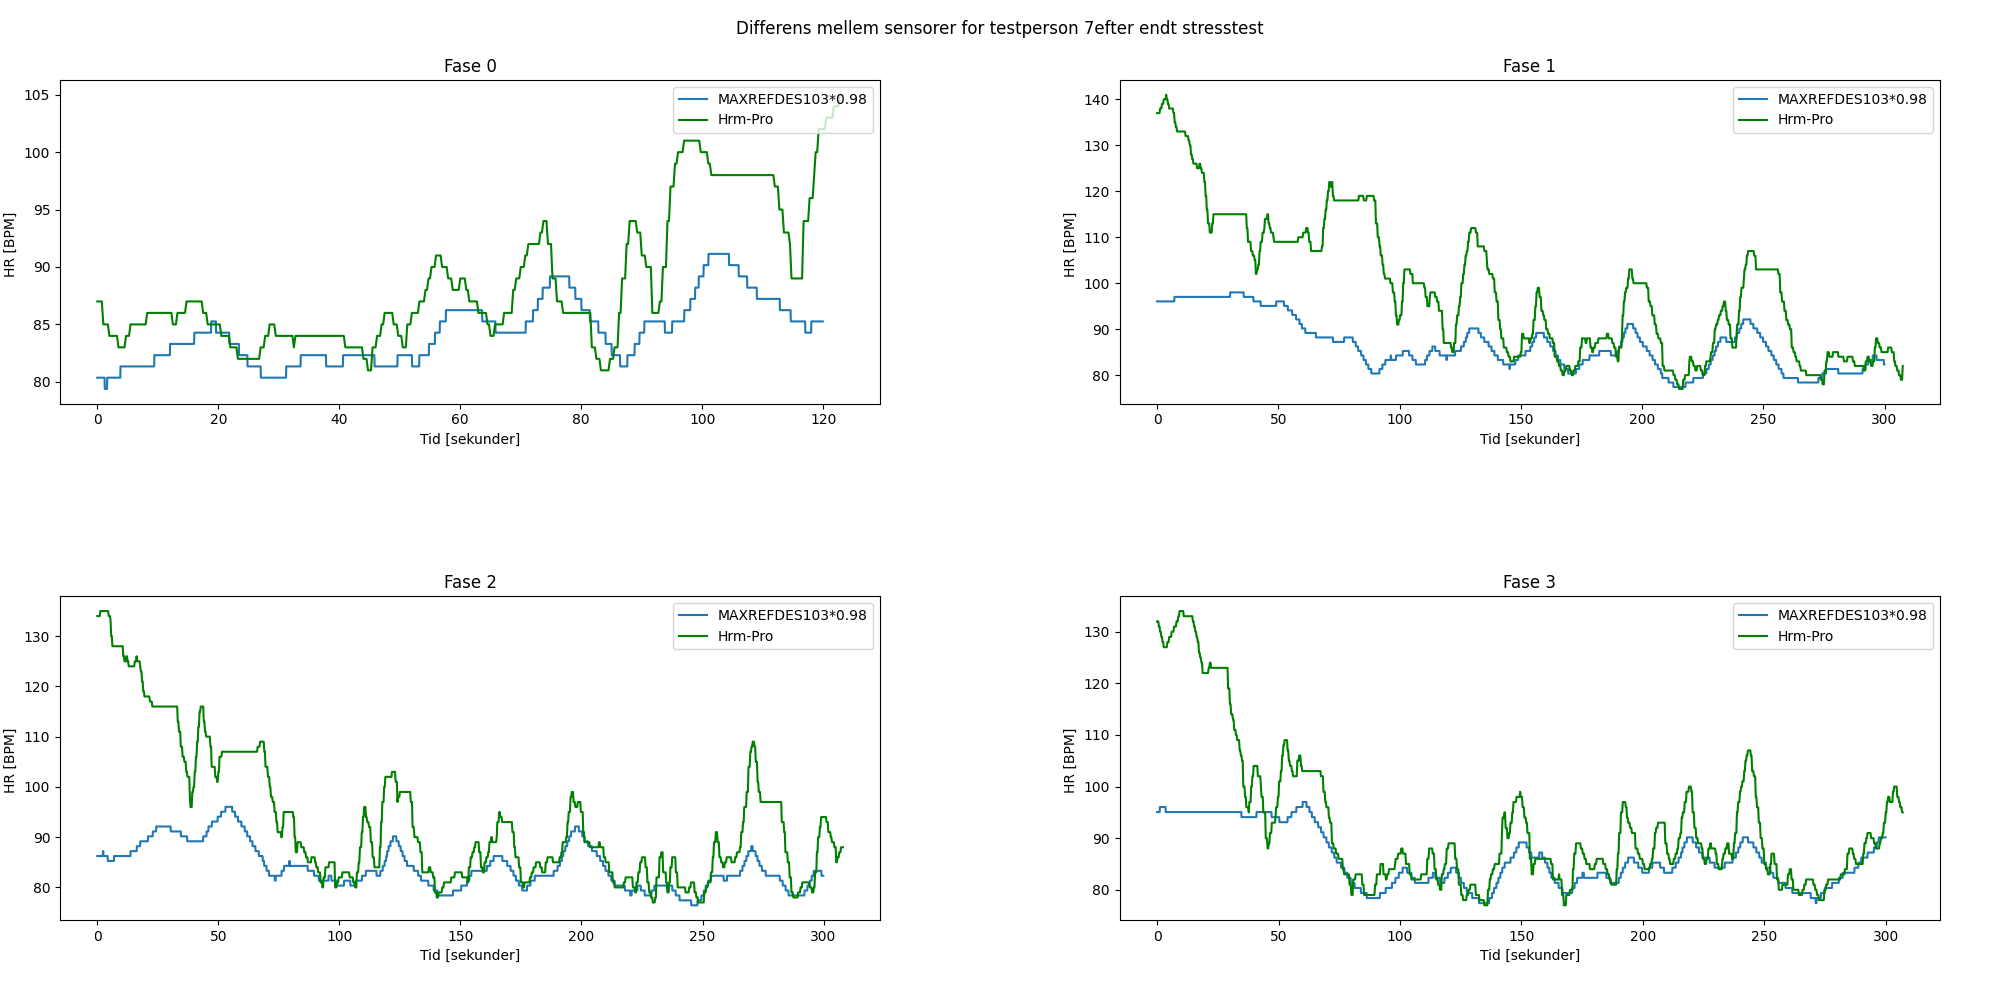 Differens mellem sensorer for testperson 7efter endt stresstest
Fase 0
HR [BPM]
105
100
95
90
85
80
MAXREFDES103*0.98
Hrm-Pro
0 20 40 60 80 100 120
Tid [sekunder]
Fase 1
HR [BPM]
140
130
120
110
100
90
80
MAXREFDES103*0.98
Hrm-Pro
0 50 100 150 200 250 300
Tid [sekunder]
Fase 2
HR [BPM]
130
120
110
100
90
80
MAXREFDES103*0.98
Hrm-Pro
0 50 100 150 200 250 300
Tid [sekunder]
Fase 3
HR [BPM]
130
120
110
100
90
80
MAXREFDES103*0.98
Hrm-Pro
0 50 100 150 200 250 300
Tid [sekunder]